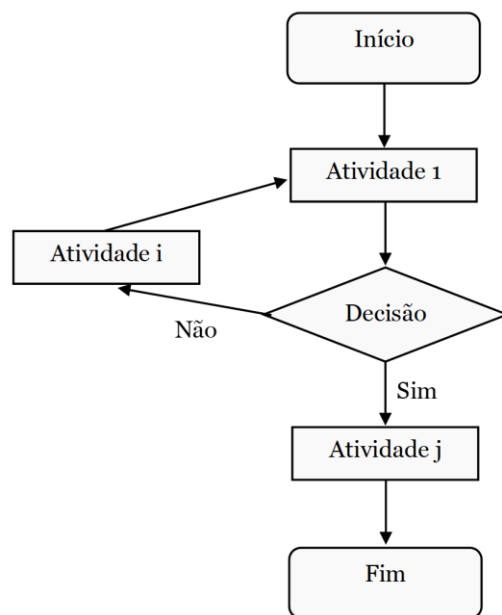 Início
Atividade 1
Atividade i
Decisão
Não
Sim
Atividade j
Fim